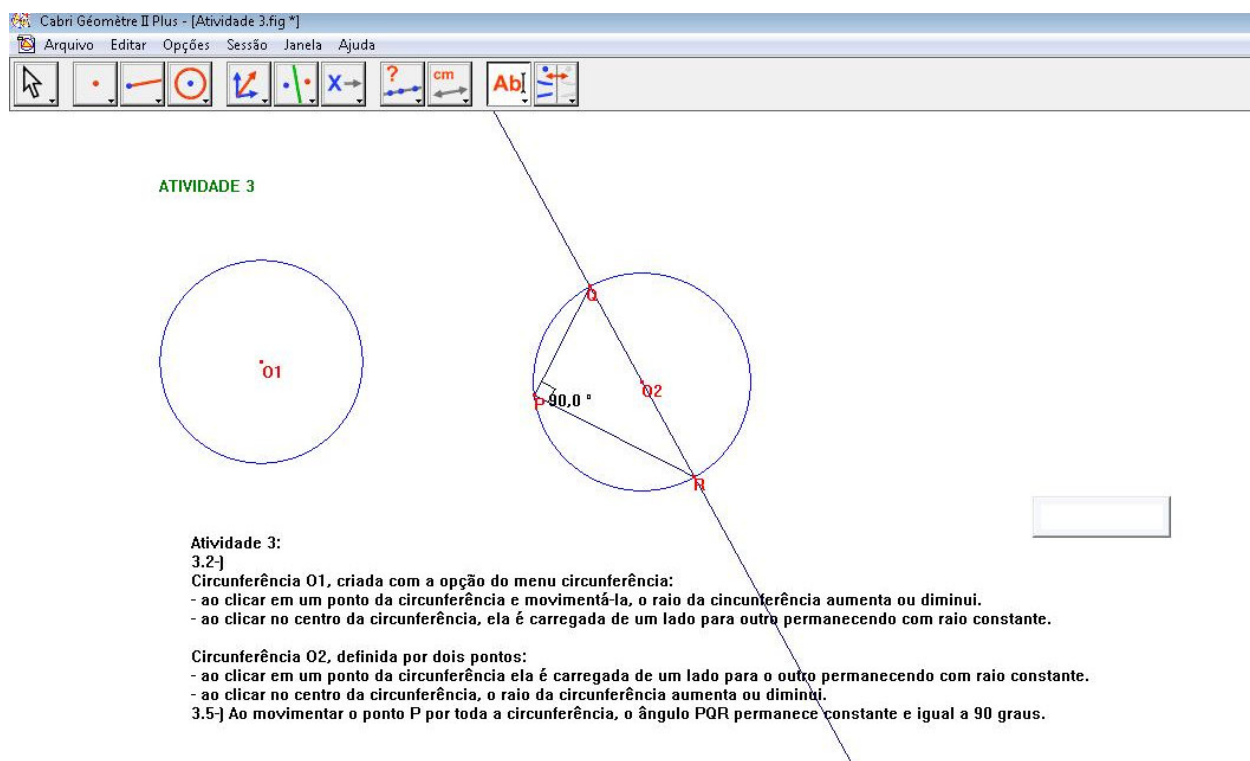 Cabri Géomètre II Plus - [Atividade 3.fig *]
Arquivo Editar Opções Sessão Janela Ajuda
? cm AbI
X
ATIVIDADE 3
Q
O1
O2
P 90,0 °
R
Atividade 3:
3.2-)
Circunferência O1, criada com a opção do menu circunferência:
- ao clicar em um ponto da circunferência e movimentá-la, o raio da cincunferência aumenta ou diminui.
- ao clicar no centro da circunferência, ela é carregada de um lado para outro permanecendo com raio constante.
Circunferência O2, definida por dois pontos:
- ao clicar em um ponto da circunferência ela é carregada de um lado para o outro permanecendo com raio constante.
- ao clicar no centro da circunferência, o raio da circunferência aumenta ou diminui.
3.5-) Ao movimentar o ponto P por toda a circunferência, o ângulo PQR permanece constante e igual a 90 graus.